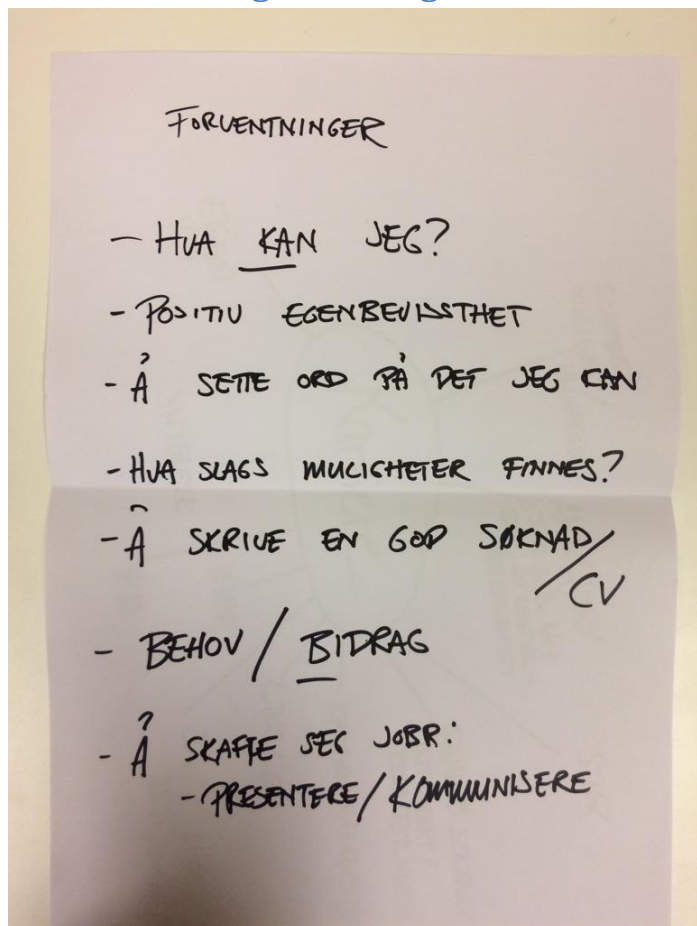 FORVENTNINGER
- HVA KAN JEG?
- POSITIV EGENBEVISSTHET
- Å SETTE ORD PÅ DET JEG KAN
- HVA SLAGS MULIGHETER FINNES?
- Å SKRIVE EN GOD SØKNAD/
/CV
- BEHOV / BIDRAG
- Å SKAFFE SEG JOBB:
- PRESENTERE/KOMMUNISERE